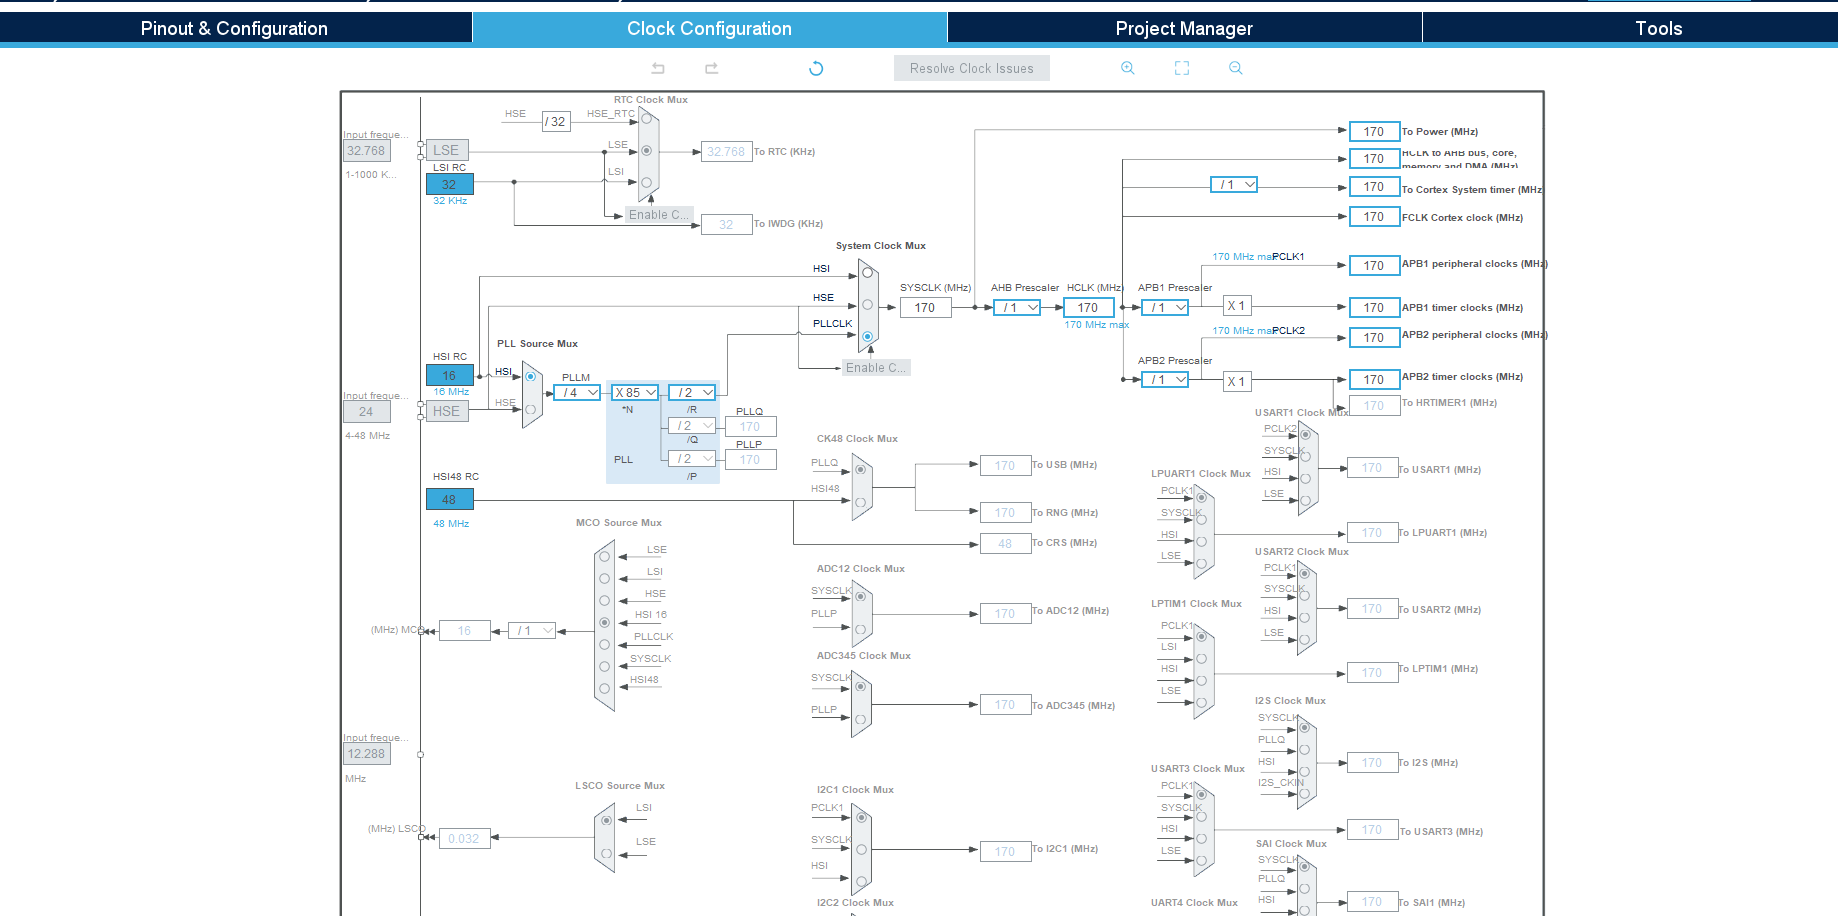 Pinout & Configuration
Clock Configuration
Project Manager
Tools
Resolve Clock Issues
RTC Clock Mux
HSE
/ 32
HSE_RTC
Input freque...
32.768
1-1000 K...
LSE
LSE
LSI RC
32
32 KHz
LSI
32.768
To RTC (KHz)
Enable C...
32
To IWDG (KHz)
170
To Power (MHz)
170
HCLK to AHB bus, core,
memory and DMA (MHz)
/ 1
170
To Cortex System timer (MHz)
170
FCLK Cortex clock (MHz)
System Clock Mux
HSI
HSE
PLLCLK
Enable C...
SYSCLK (MHz)
170
AHB Prescaler
/ 1
HCLK (MHz)
170
170 MHz max
APB1 Prescaler
/ 1
170 MHz max
PCLK1
170
APB1 peripheral clocks (MHz)
X 1
170
APB1 timer clocks (MHz)
170 MHz max
PCLK2
170
APB2 peripheral clocks (MHz)
APB2 Prescaler
/ 1
X 1
170
APB2 timer clocks (MHz)
170
To HRTIMER1 (MHz)
PLL Source Mux
HSI RC
16
16 MHz
HSI
HSE
HSE
Input freque...
24
4-48 MHz
PLLM
/ 4
X 85
*N
/ 2
/R
/ 2
/Q
PLLQ
170
PLL
/ 2
/P
PLLP
170
HSI48 RC
48
48 MHz
CK48 Clock Mux
PLLQ
HSI48
170
To USB (MHz)
170
To RNG (MHz)
48
To CRS (MHz)
MCO Source Mux
LSE
LSI
HSE
HSI 16
PLLCLK
SYSCLK
HSI48
(MHz) MCO
16
/ 1
ADC12 Clock Mux
SYSCLK
PLLP
170
To ADC12 (MHz)
ADC345 Clock Mux
SYSCLK
PLLP
170
To ADC345 (MHz)
USART1 Clock Mux
PCLK2
SYSCLK
HSI
LSE
170
To USART1 (MHz)
LPUART1 Clock Mux
PCLK1
SYSCLK
HSI
LSE
170
To LPUART1 (MHz)
USART2 Clock Mux
PCLK1
SYSCLK
HSI
LSE
170
To USART2 (MHz)
LPTIM1 Clock Mux
PCLK1
LSI
HSI
LSE
170
To LPTIM1 (MHz)
I2S Clock Mux
SYSCLK
PLLQ
HSI
I2S_CKIN
170
To I2S (MHz)
Input freque...
12.288
MHz
LSCO Source Mux
LSI
LSE
(MHz) LSCO
0.032
I2C1 Clock Mux
PCLK1
SYSCLK
HSI
170
To I2C1 (MHz)
USART3 Clock Mux
PCLK1
SYSCLK
HSI
LSE
170
To USART3 (MHz)
SAI Clock Mux
SYSCLK
PLLQ
HSI
170
To SAI1 (MHz)
I2C2 Clock Mux
UART4 Clock Mux